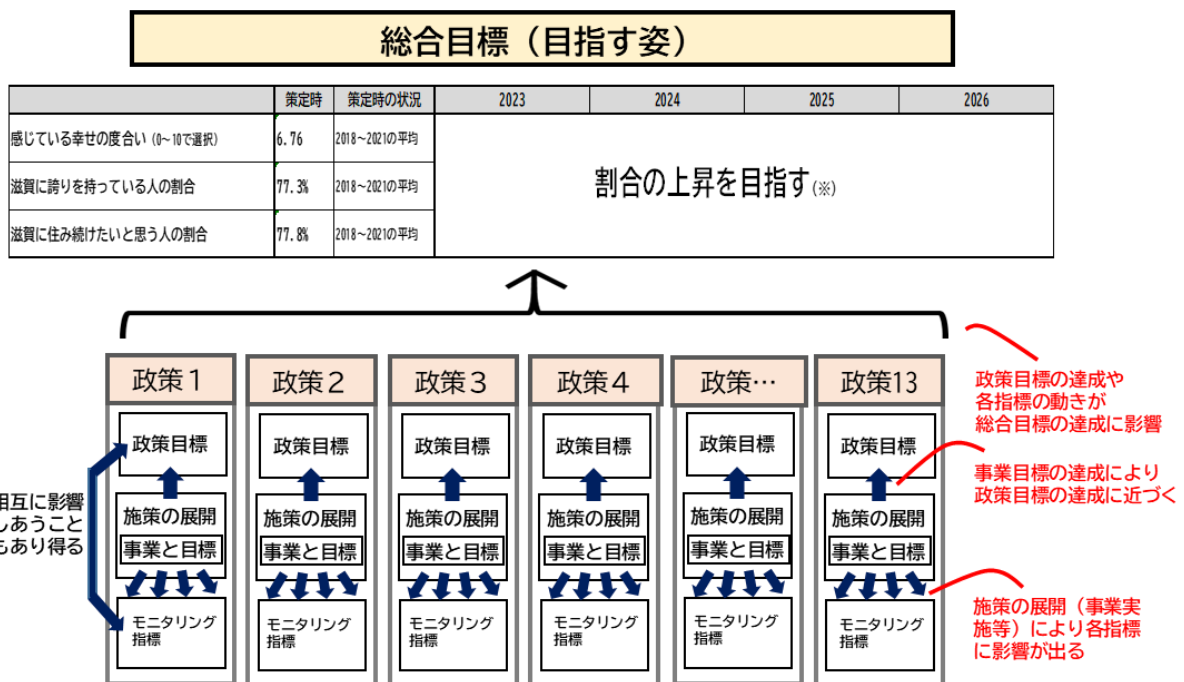 総合目標（目指す姿）
策定時 策定時の状況 2023 2024 2025 2026
感じている幸せの度合い（0～10で選択） 6.76 2018～2021の平均
滋賀に誇りを持っている人の割合 77.3% 2018～2021の平均
滋賀に住み続けたいと思う人の割合 77.8% 2018～2021の平均
割合の上昇を目指す(※)
政策１ 政策２ 政策３ 政策４ 政策… 政策13
政策目標 政策目標 政策目標 政策目標 政策目標 政策目標
施策の展開 施策の展開 施策の展開 施策の展開 施策の展開 施策の展開
事業と目標 事業と目標 事業と目標 事業と目標 事業と目標 事業と目標
モニタリング モニタリング モニタリング モニタリング モニタリング モニタリング
指標 指標 指標 指標 指標 指標
相互に影響
しあうこと
もあり得る
政策目標の達成や
各指標の動きが
総合目標の達成に影響
事業目標の達成により
政策目標の達成に近づく
施策の展開（事業実
施等）により各指標
に影響が出る